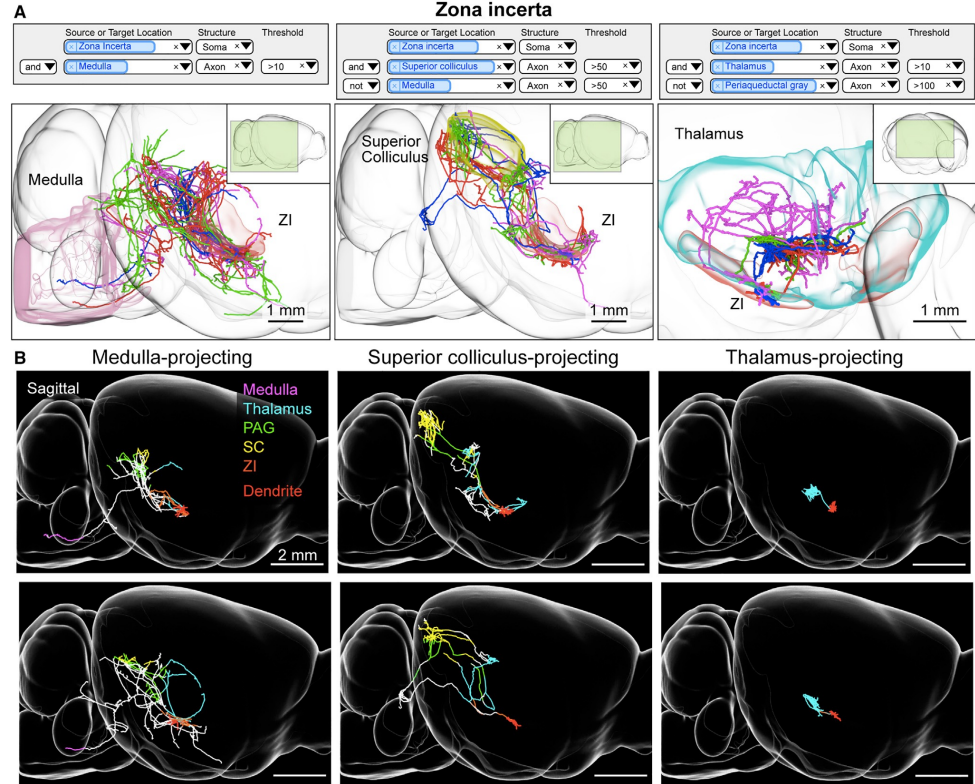 A
Zona incerta
Source or Target Location Structure Threshold
× Zona Incerta × Soma ×
and × Medulla × Axon × >10
Source or Target Location Structure Threshold
× Zona incerta × Soma ×
and × Superior colliculus × Axon × >50
not × Medulla × Axon × >50
Source or Target Location Structure Threshold
× Zona incerta × Soma ×
and × Thalamus × Axon × >10
not × Periaqueductal gray × Axon × >100
Medulla
ZI
1 mm
Superior
Colliculus
ZI
1 mm
Thalamus
ZI
1 mm
B
Medulla-projecting
Superior colliculus-projecting
Thalamus-projecting
Sagittal
Medulla
Thalamus
PAG
SC
ZI
Dendrite
2 mm